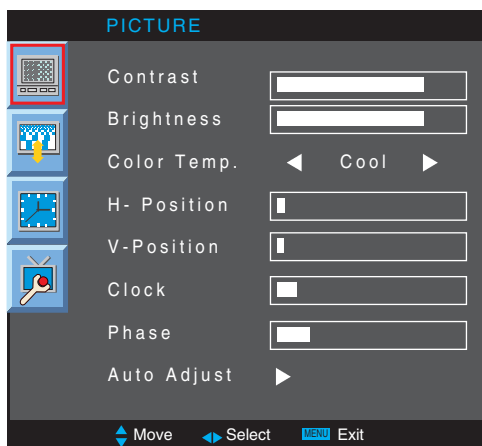 PICTURE
Contrast
Brightness
Color Temp. Cool
H- Position
V-Position
Clock
Phase
Auto Adjust
Move Select MENU Exit